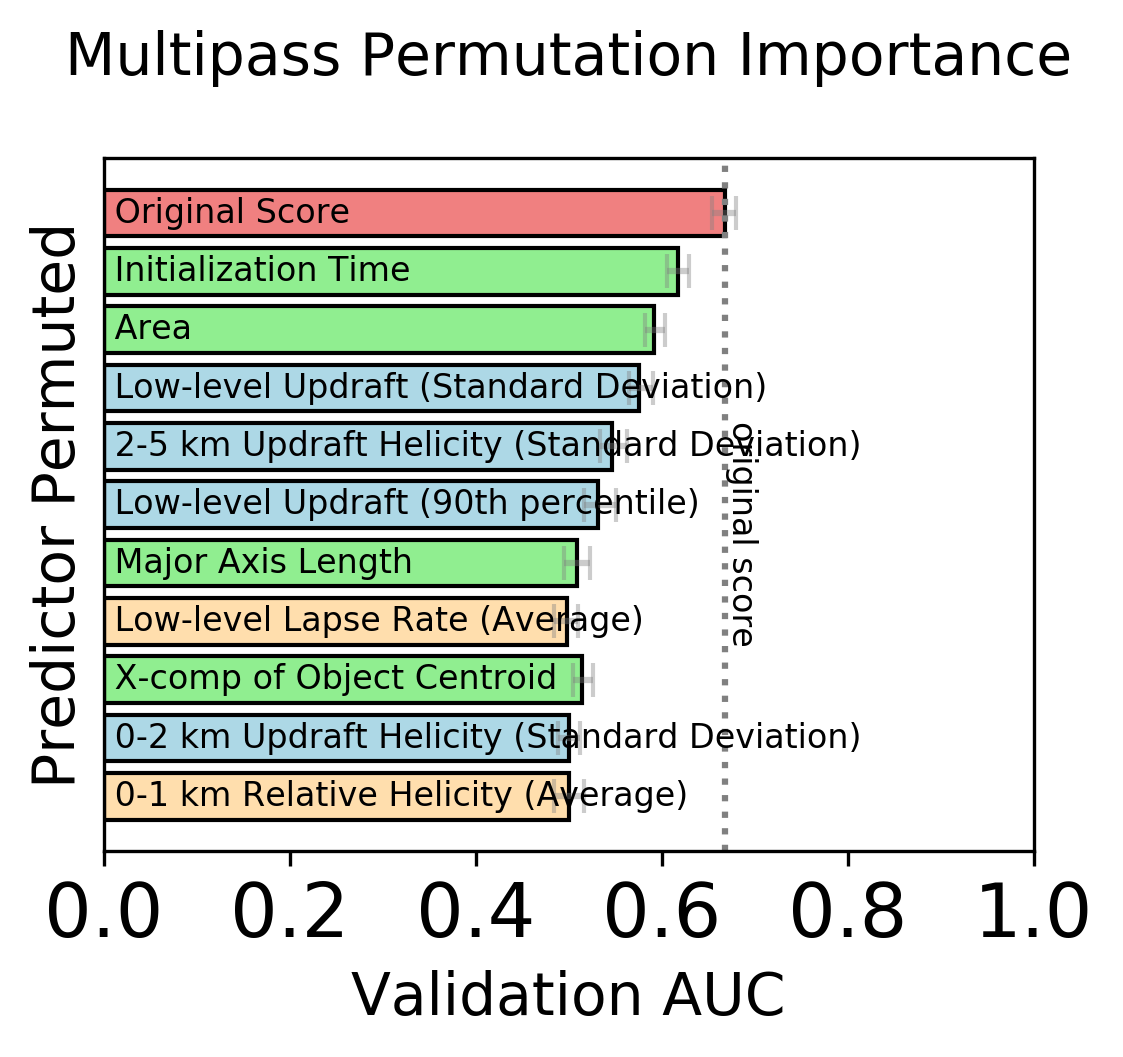 Multipass Permutation Importance
Predictor Permuted
Original Score
Initialization Time
Area
Low-level Updraft (Standard Deviation)
2-5 km Updraft Helicity (Standard Deviation)
Low-level Updraft (90th percentile)
Major Axis Length
Low-level Lapse Rate (Average)
X-comp of Object Centroid
0-2 km Updraft Helicity (Standard Deviation)
0-1 km Relative Helicity (Average)
original score
0.0 0.2 0.4 0.6 0.8 1.0
Validation AUC